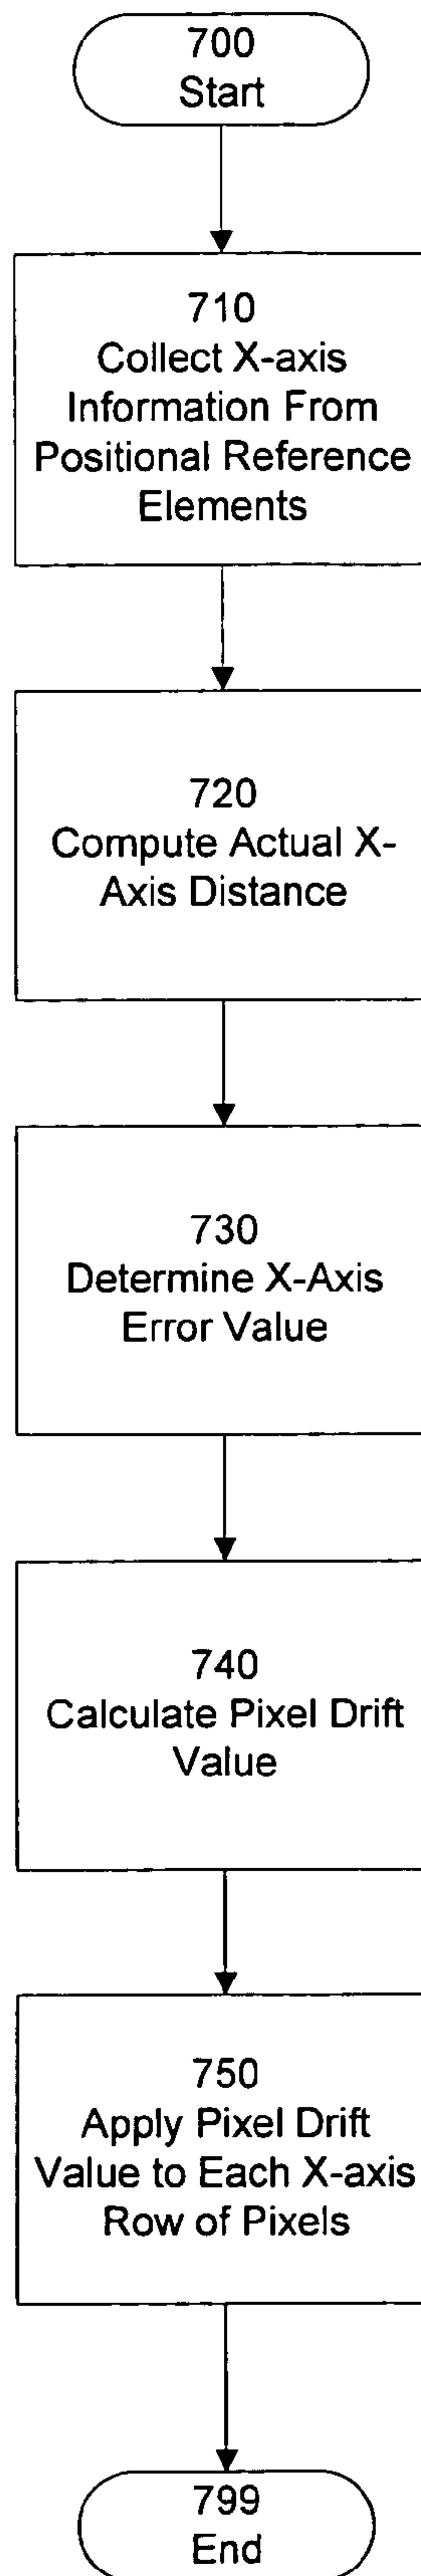 700
Start
710
Collect X-axis
Information From
Positional Reference
Elements
720
Compute Actual X-
Axis Distance
730
Determine X-Axis
Error Value
740
Calculate Pixel Drift
Value
750
Apply Pixel Drift
Value to Each X-axis
Row of Pixels
799
End